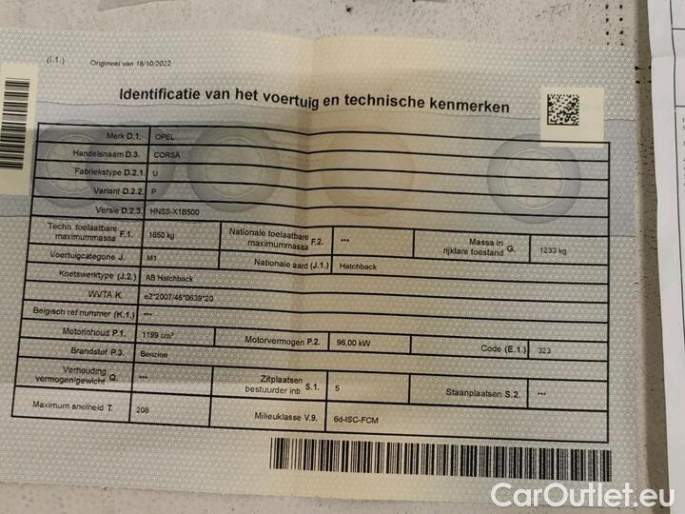 (I.1.) Origineel van 18/10/2022
Identificatie van het voertuig en technische kenmerken
Merk D.1. OPEL
Handelsnaam D.3. CORSA
Fabriekstype D.2.1. U
Variant D.2.2. P
Versie D.2.3. HNSS-X1B500
Techn. toelaatbare maximummassa F.1. 1650 kg Nationale toelaatbare maximummassa F.2. --- Massa in rijklare toestand G. 1233 kg
Voertuigcategorie J. M1 Nationale aard (J.1.) Hatchback
Koetswerktype (J.2.) AB Hatchback
WVTA K. e2*2007/46*0639*20
Belgisch ref nummer (K.1.) ---
Motorinhoud P.1. 1199 cm³ Motorvermogen P.2. 96,00 kW Code (E.1.) 323
Brandstof P.3. Benzine
Verhouding vermogen/gewicht Q. --- Zitplaatsen bestuurder inb S.1. 5 Staanplaatsen S.2. ---
Maximum snelheid T. 208 Milieuklasse V.9. 6d-ISC-FCM
CarOutlet.eu